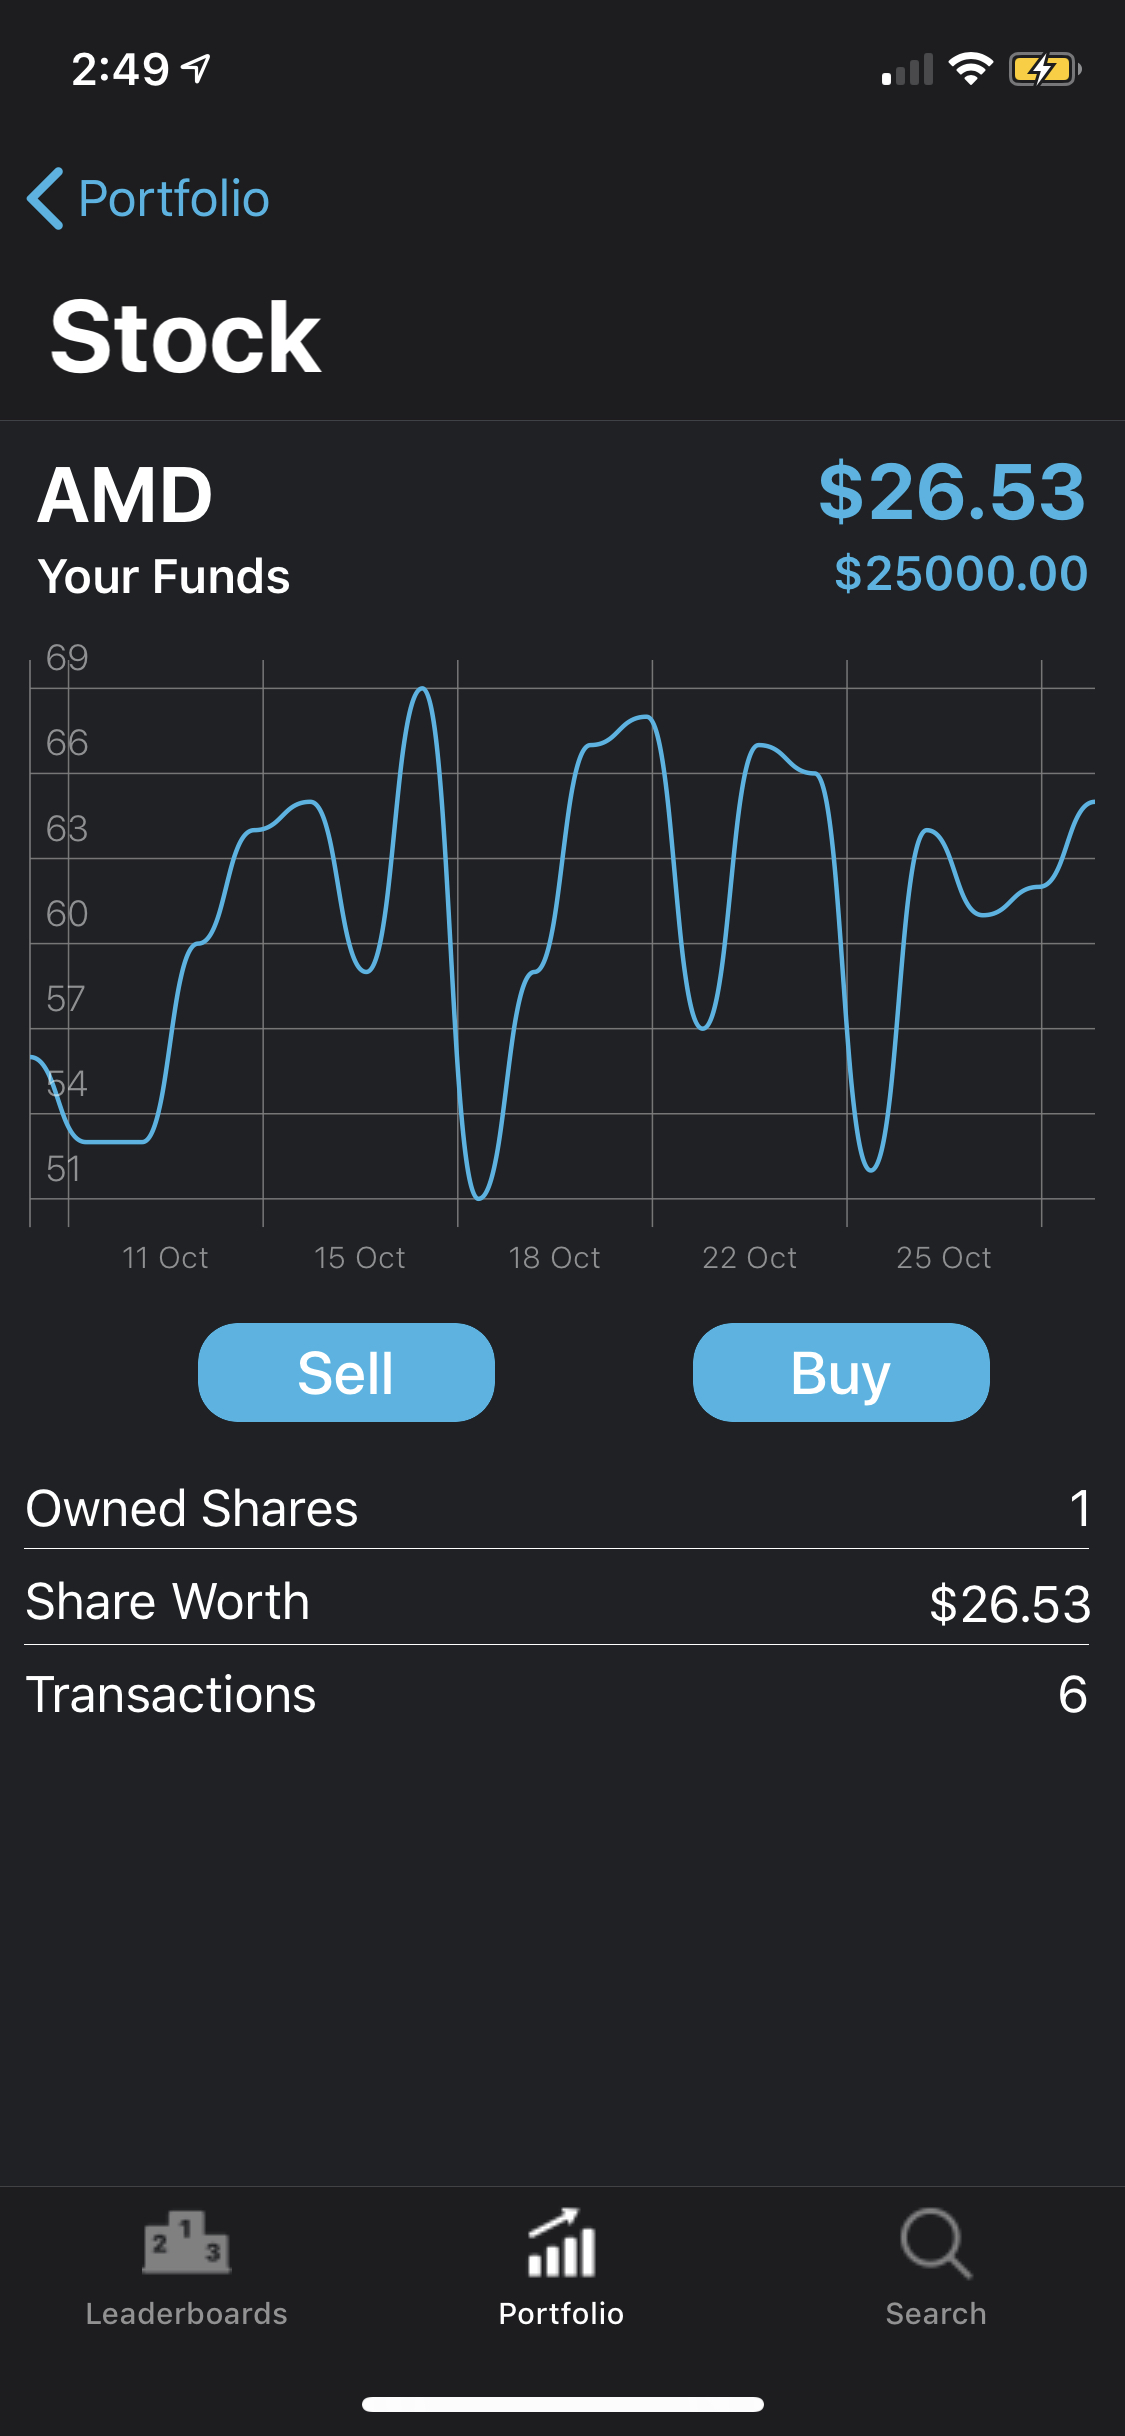 2:49
Portfolio
Stock
AMD $26.53
Your Funds $25000.00
69
66
63
60
57
54
51
11 Oct 15 Oct 18 Oct 22 Oct 25 Oct
Sell Buy
Owned Shares 1
Share Worth $26.53
Transactions 6
2 1 3
Leaderboards Portfolio Search